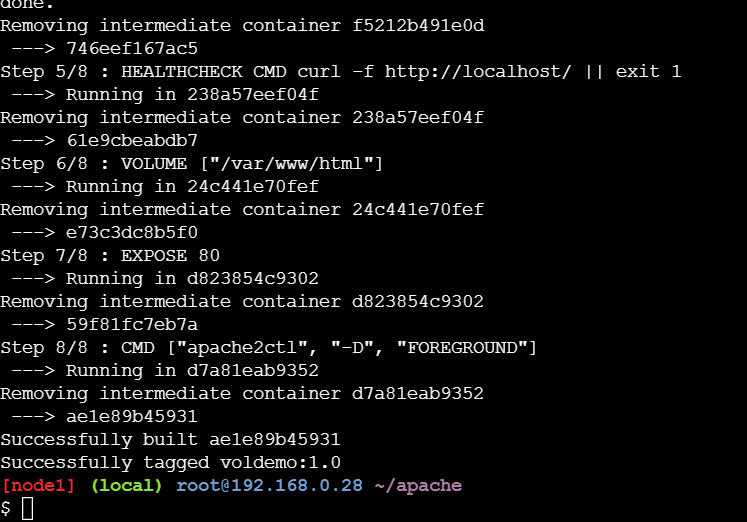 done.
Removing intermediate container f5212b491e0d
 ---> 746eef167ac5
Step 5/8 : HEALTHCHECK CMD curl -f http://localhost/ || exit 1
 ---> Running in 238a57eef04f
Removing intermediate container 238a57eef04f
 ---> 61e9cbeabdb7
Step 6/8 : VOLUME ["/var/www/html"]
 ---> Running in 24c441e70fef
Removing intermediate container 24c441e70fef
 ---> e73c3dc8b5f0
Step 7/8 : EXPOSE 80
 ---> Running in d823854c9302
Removing intermediate container d823854c9302
 ---> 59f81fc7eb7a
Step 8/8 : CMD ["apache2ctl", "-D", "FOREGROUND"]
 ---> Running in d7a81eab9352
Removing intermediate container d7a81eab9352
 ---> ae1e89b45931
Successfully built ae1e89b45931
Successfully tagged voldemo:1.0
[node1] (local) root@192.168.0.28 ~/apache
$